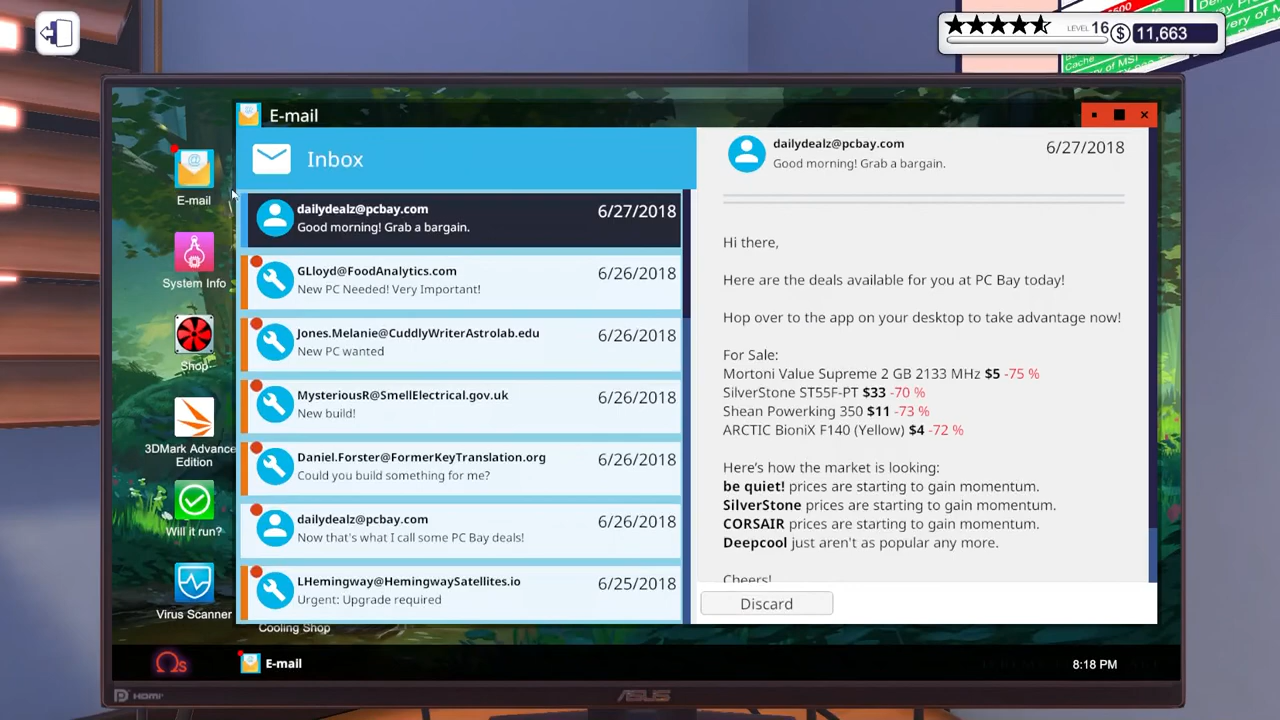 LEVEL 16
$ 11,663
E-mail
Inbox
dailydealz@pcbay.com
Good morning! Grab a bargain.
6/27/2018
GLloyd@FoodAnalytics.com
New PC Needed! Very Important!
6/26/2018
Jones.Melanie@CuddlyWriterAstrolab.edu
New PC wanted
6/26/2018
MysteriousR@SmellElectrical.gov.uk
New build!
6/26/2018
Daniel.Forster@FormerKeyTranslation.org
Could you build something for me?
6/26/2018
dailydealz@pcbay.com
Now that's what I call some PC Bay deals!
6/26/2018
LHemingway@HemingwaySatellites.io
Urgent: Upgrade required
6/25/2018
dailydealz@pcbay.com
Good morning! Grab a bargain.
6/27/2018
Hi there,
Here are the deals available for you at PC Bay today!
Hop over to the app on your desktop to take advantage now!
For Sale:
Mortoni Value Supreme 2 GB 2133 MHz $5 -75 %
SilverStone ST55F-PT $33 -70 %
Shean Powerking 350 $11 -73 %
ARCTIC BioniX F140 (Yellow) $4 -72 %
Here's how the market is looking:
be quiet! prices are starting to gain momentum.
SilverStone prices are starting to gain momentum.
CORSAIR prices are starting to gain momentum.
Deepcool just aren't as popular any more.
Cheers!
Discard
E-mail
System Info
Shop
3DMark Advance
Edition
Will it run?
Virus Scanner
Cooling Shop
Ωs
E-mail
8:18 PM
HDMI
ASUS